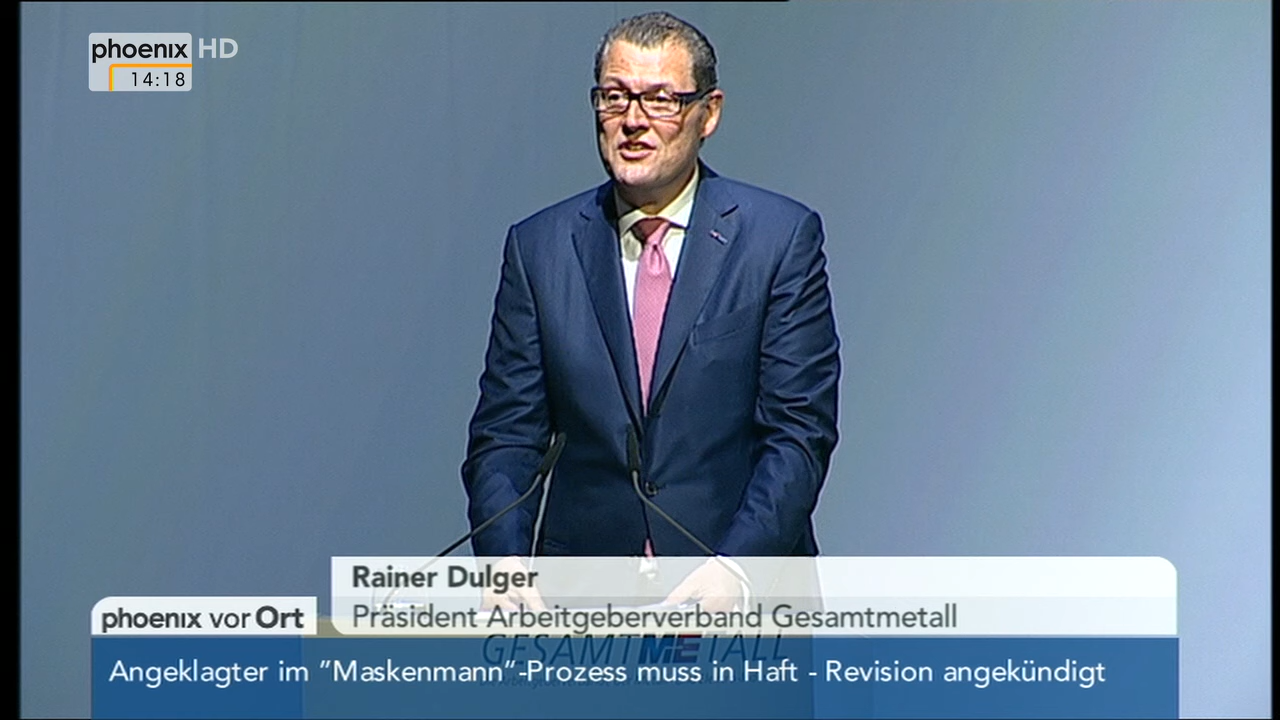 phoenix HD
14:18
Rainer Dulger
phoenix vor Ort
Präsident Arbeitgeberverband Gesamtmetall
GESAMTMETALL
Angeklagter im "Maskenmann"-Prozess muss in Haft - Revision angekündigt